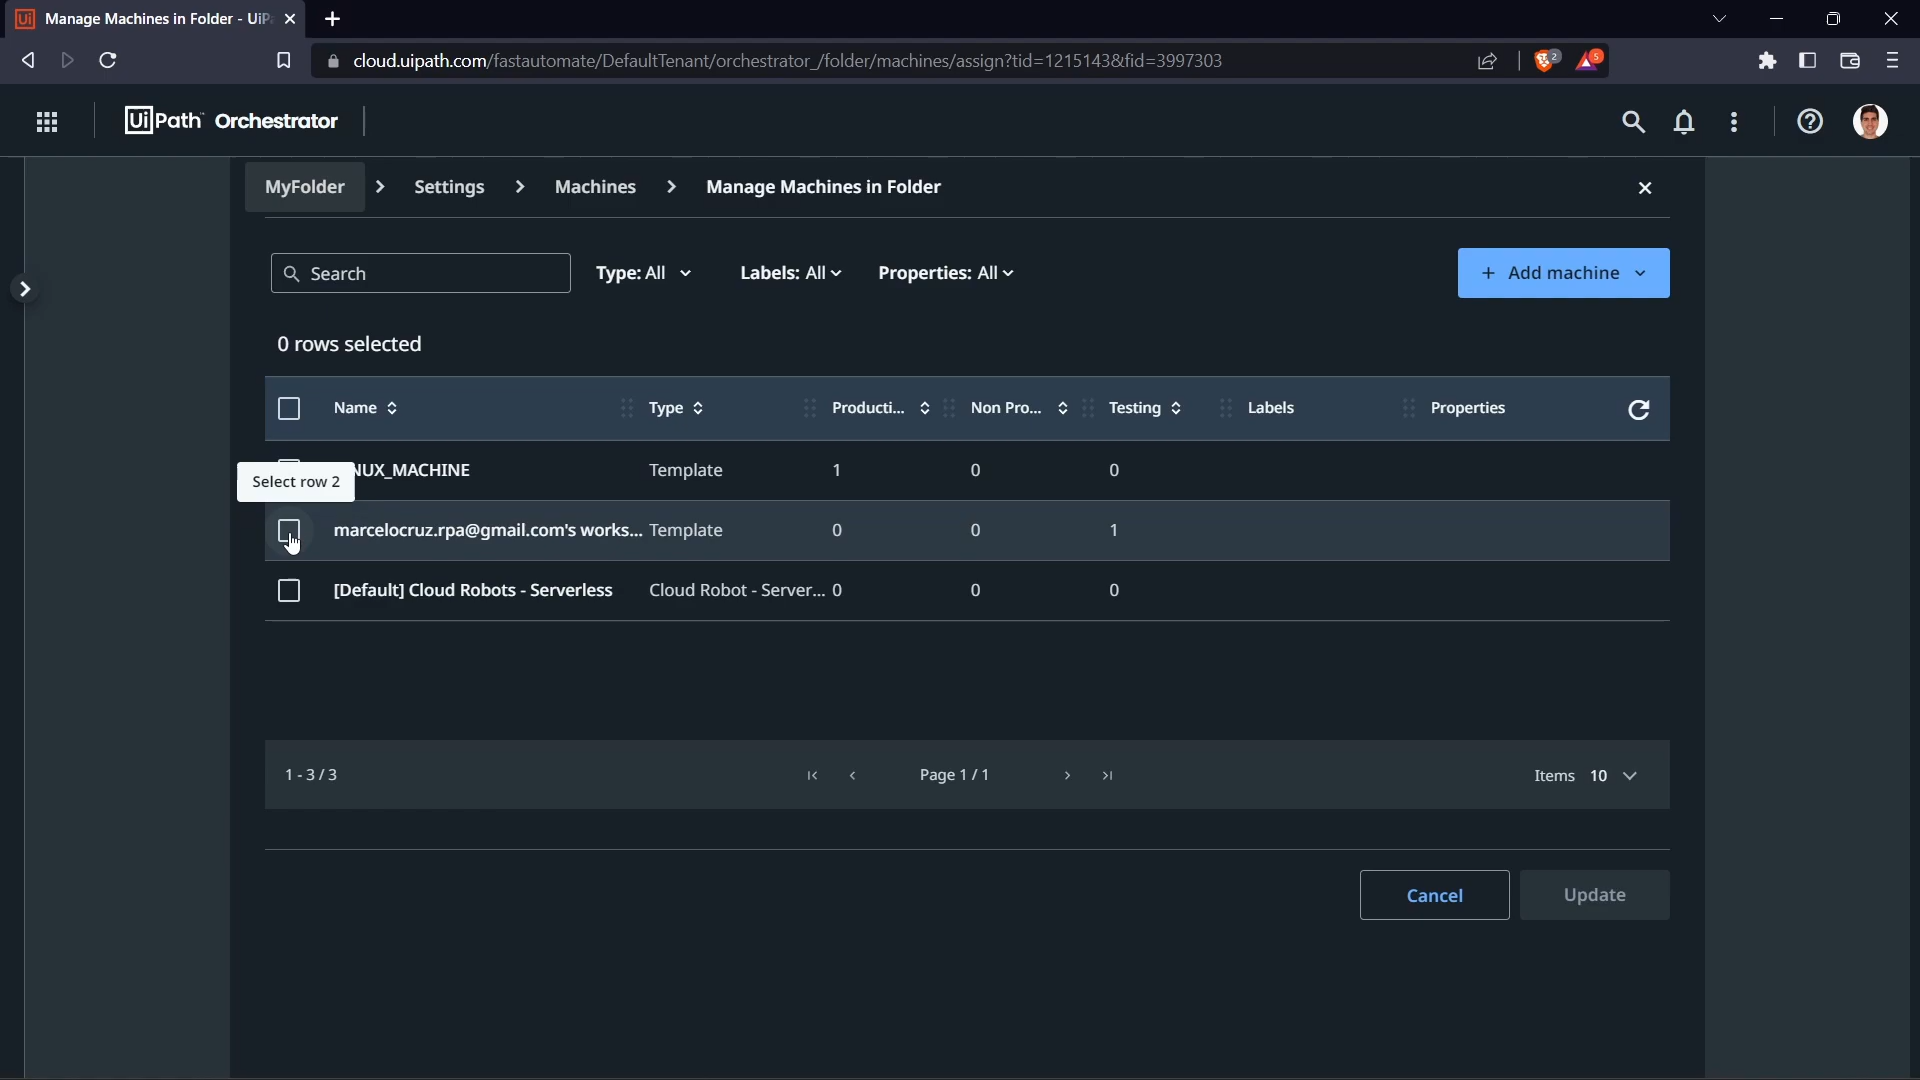 Manage Machines in Folder - UiP
cloud.uipath.com/fastautomate/DefaultTenant/orchestrator_/folder/machines/assign?tid=1215143&fid=3997303
2
5
UiPath Orchestrator
MyFolder > Settings > Machines > Manage Machines in Folder
Search
Type: All
Labels: All
Properties: All
+ Add machine
0 rows selected
Name Type Producti... Non Pro... Testing Labels Properties
NUX_MACHINE Template 1 0 0
Select row 2
marcelocruz.rpa@gmail.com's works... Template 0 0 1
[Default] Cloud Robots - Serverless Cloud Robot - Server... 0 0 0
1 - 3 / 3
Page 1 / 1
Items 10
Cancel
Update